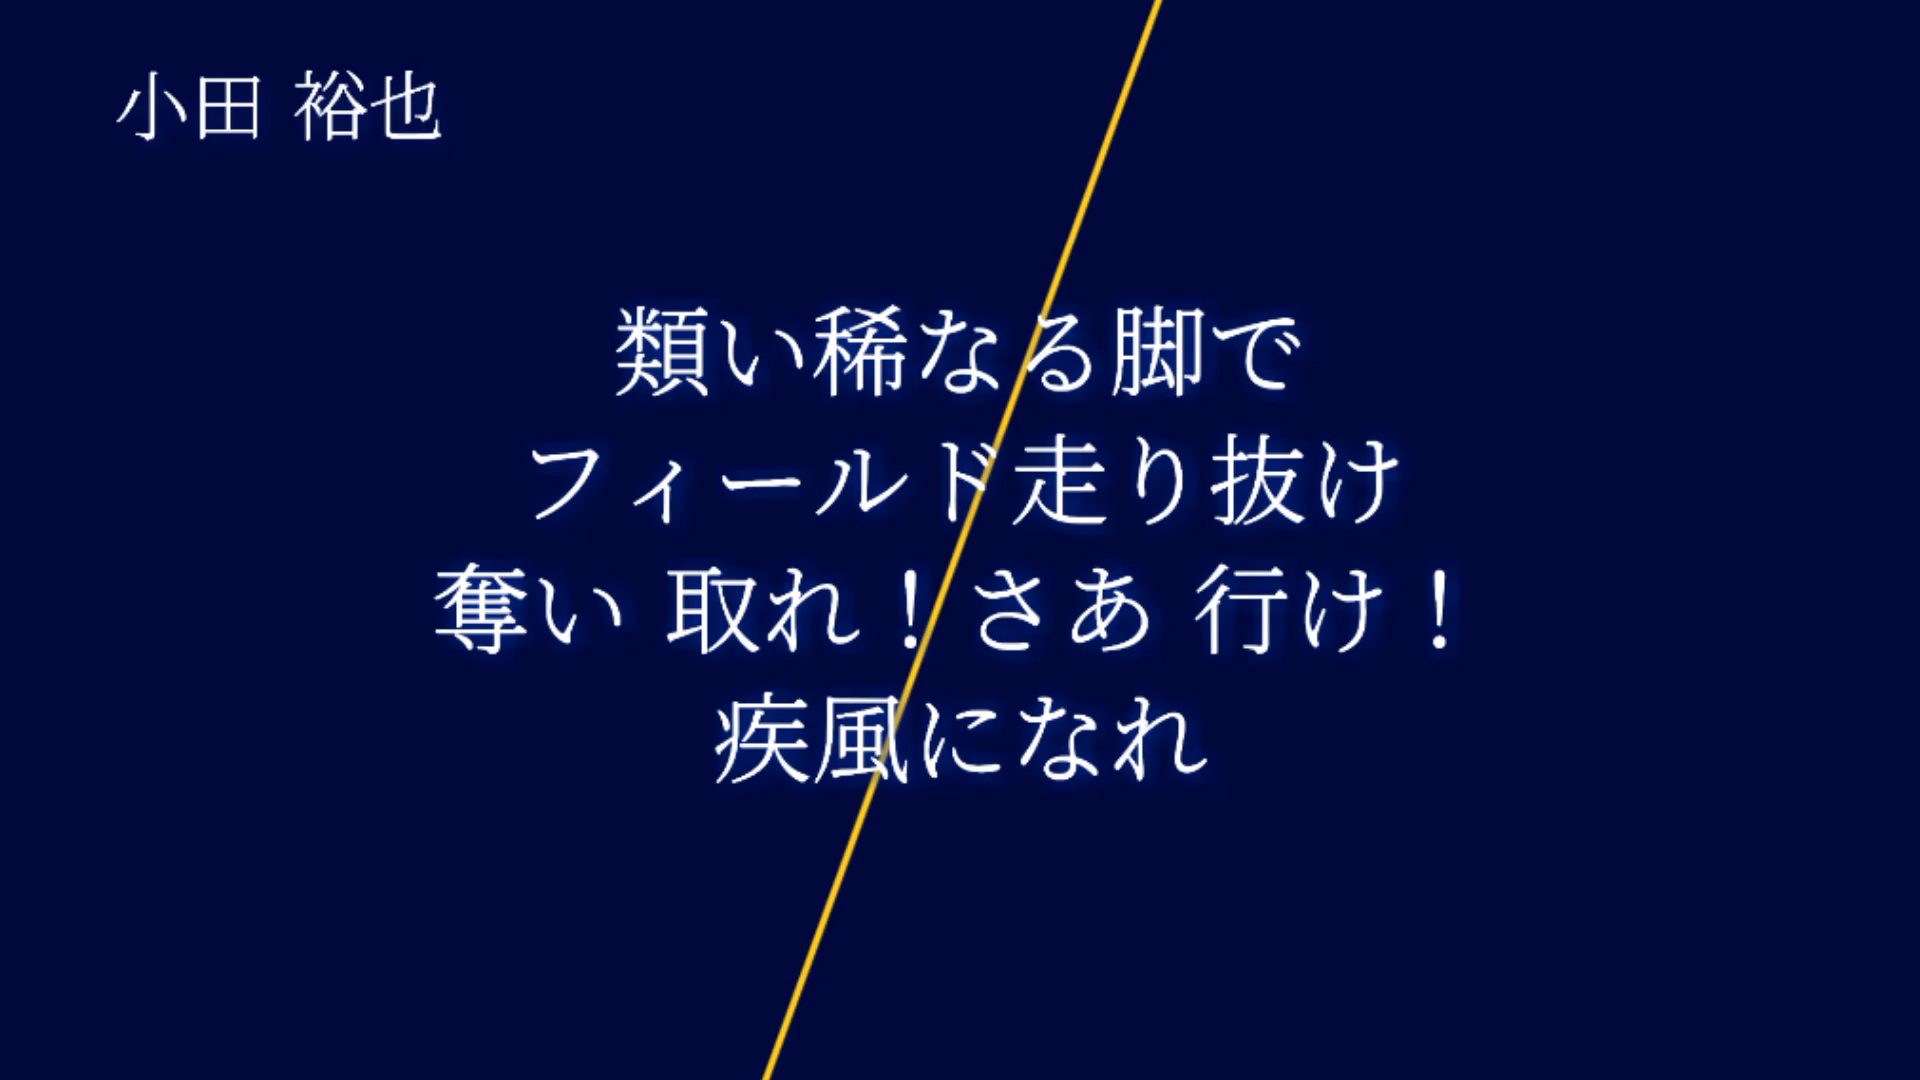 小田 裕也
類い稀なる脚で
フィールド走り抜け
奪い 取れ！さあ 行け！
疾風になれ